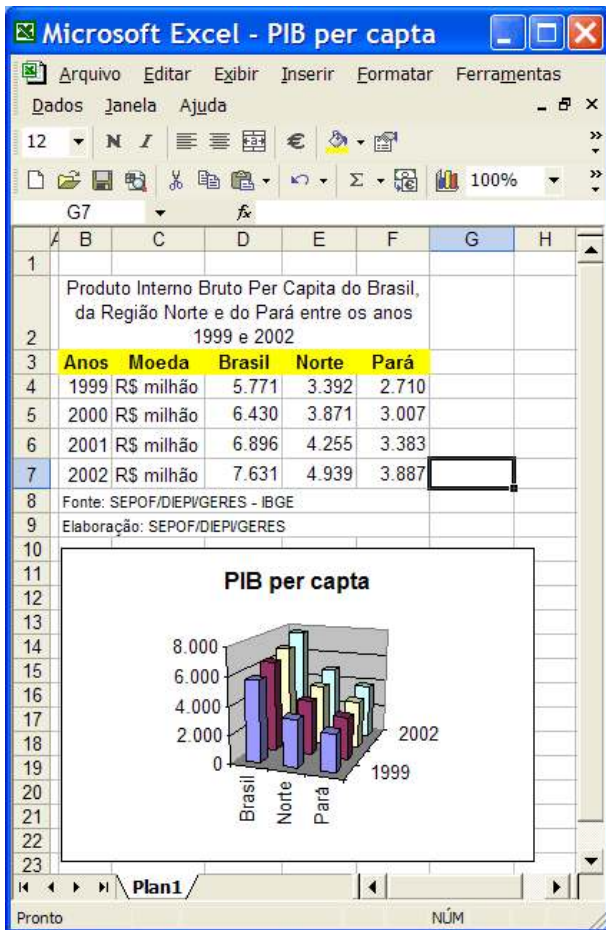 Microsoft Excel - PIB per capta
Arquivo Editar Exibir Inserir Formatar Ferramentas
Dados Janela Ajuda
12 N I €
Σ 100%
G7 fx
A B C D E F G H
1
Produto Interno Bruto Per Capita do Brasil,
da Região Norte e do Pará entre os anos
2 1999 e 2002
3 Anos Moeda Brasil Norte Pará
4 1999 R$ milhão 5.771 3.392 2.710
5 2000 R$ milhão 6.430 3.871 3.007
6 2001 R$ milhão 6.896 4.255 3.383
7 2002 R$ milhão 7.631 4.939 3.887
8 Fonte: SEPOF/DIEPI/GERES - IBGE
9 Elaboração: SEPOF/DIEPI/GERES
10
11
12
13
14
15
16
17
18
19
20
21
22
23
PIB per capta
8.000
6.000
4.000
2.000
0
2002
1999
Brasil
Norte
Pará
Plan1
Pronto NÚM